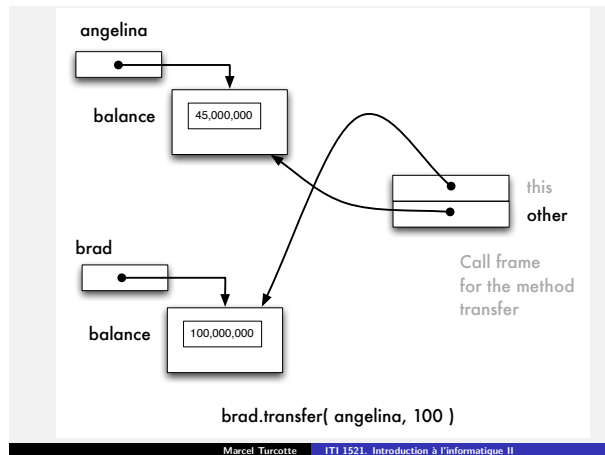 angelina
balance
45,000,000
this
other
brad
Call frame
for the method
transfer
balance
100,000,000
brad.transfer( angelina, 100 )
Marcel Turcotte ITI 1521. Introduction à l'informatique II